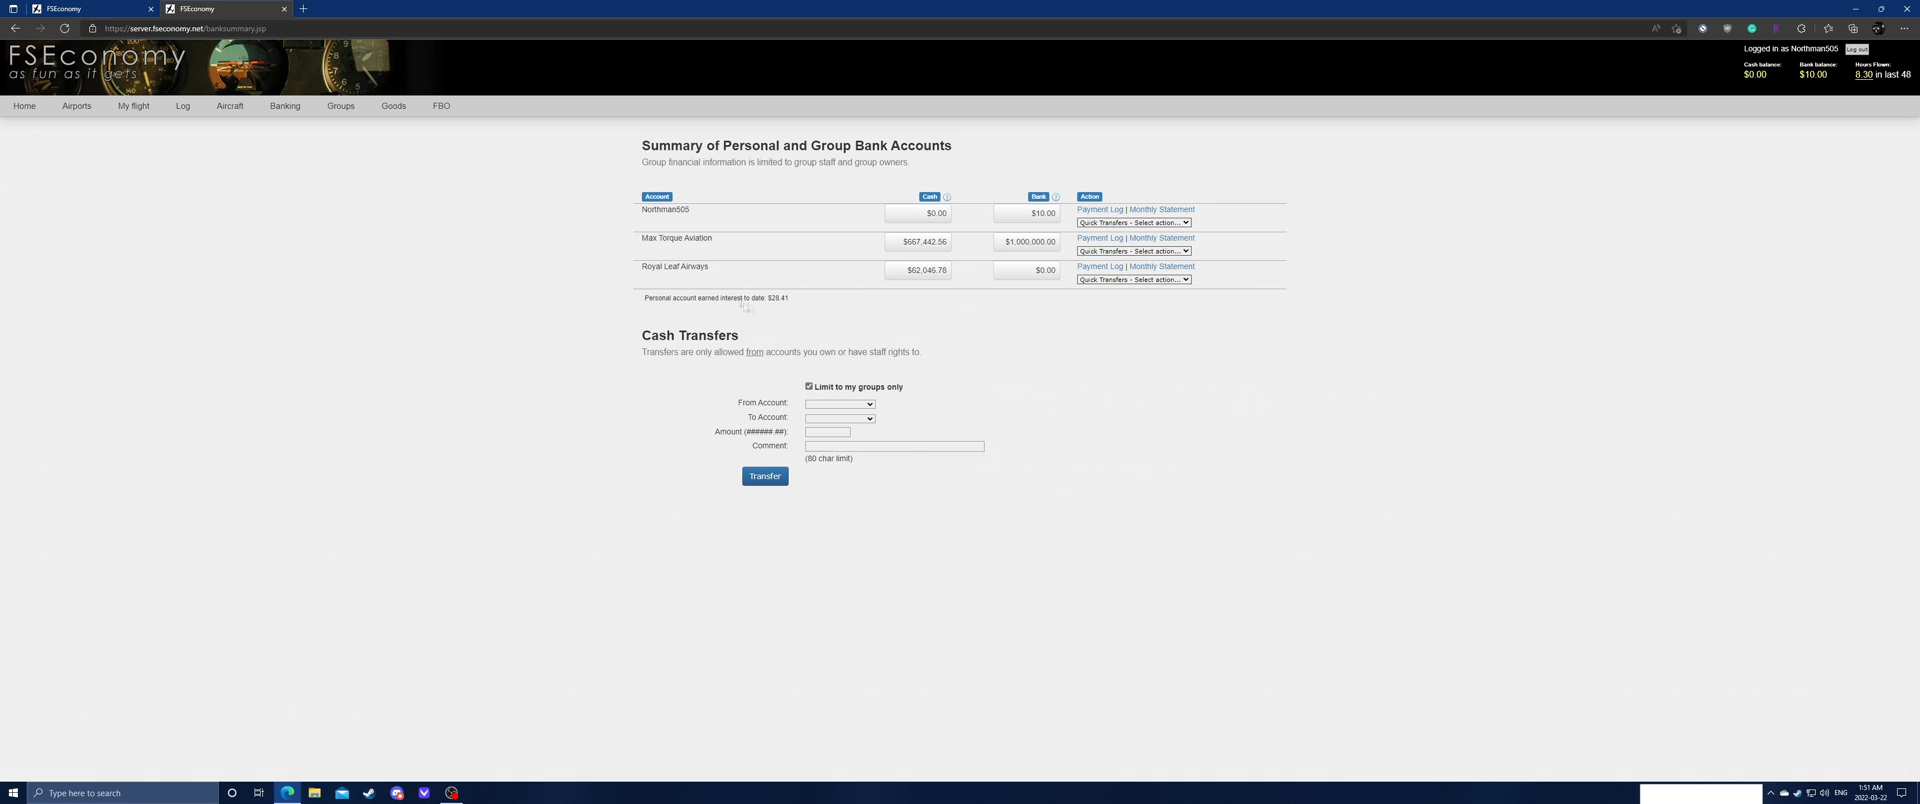 FSEconomy
FSEconomy
https://server.fseconomy.net/banksummary.jsp
FSEconomy
as fun as it gets
Logged in as Northman505 Log out
Cash balance: Bank balance: Hours Flown:
$0.00 $10.00 8.30 in last 48
Home Airports My flight Log Aircraft Banking Groups Goods FBO
Summary of Personal and Group Bank Accounts
Group financial information is limited to group staff and group owners.
Account Cash Bank Action
Northman505 $0.00 $10.00 Payment Log | Monthly Statement
Quick Transfers - Select action...
Max Torque Aviation $667,442.56 $1,000,000.00 Payment Log | Monthly Statement
Quick Transfers - Select action...
Royal Leaf Airways $62,046.78 $0.00 Payment Log | Monthly Statement
Quick Transfers - Select action...
Personal account earned interest to date: $28.41
Cash Transfers
Transfers are only allowed from accounts you own or have staff rights to.
Limit to my groups only
From Account:
To Account:
Amount (######.##):
Comment:
(80 char limit)
Transfer
Type here to search
ENG
1:51 AM
2022-03-22